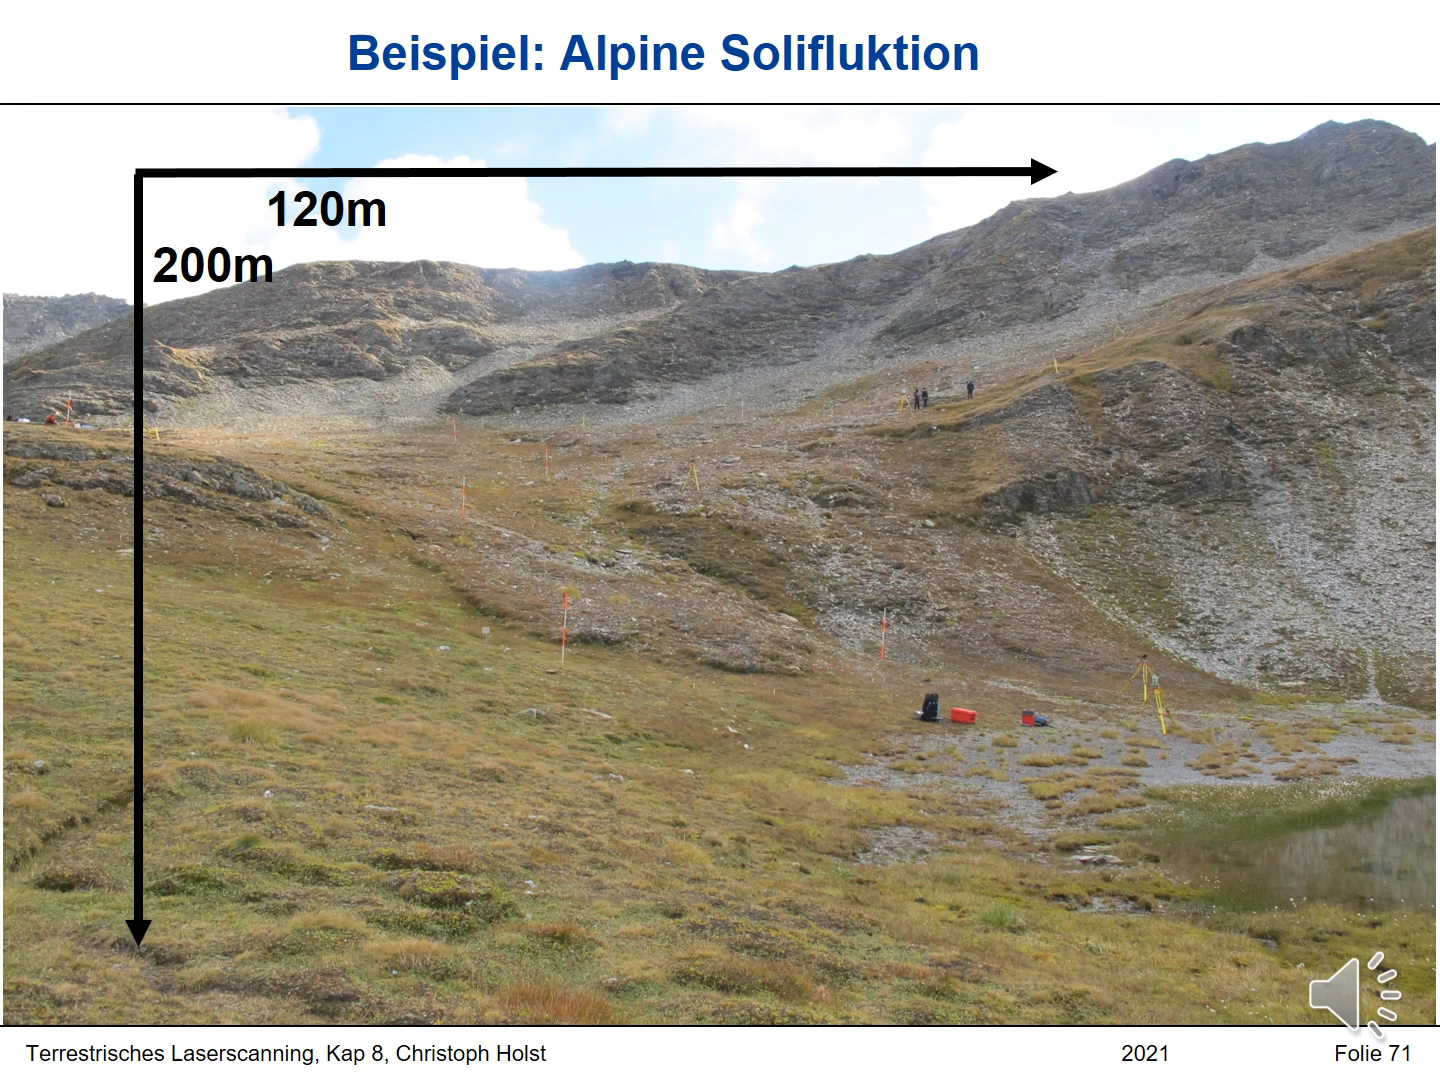 Beispiel: Alpine Solifluktion
120m
200m
Terrestrisches Laserscanning, Kap 8, Christoph Holst
2021
Folie 71